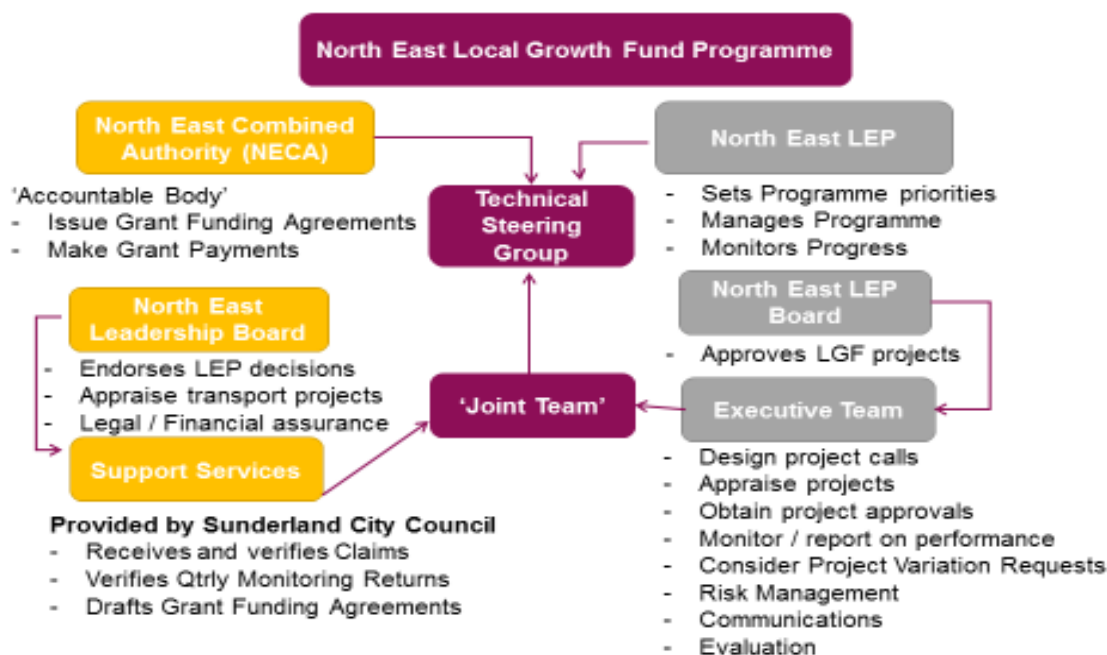 North East Local Growth Fund Programme
North East Combined
Authority (NECA)
'Accountable Body'
- Issue Grant Funding Agreements
- Make Grant Payments
North East
Leadership Board
- Endorses LEP decisions
- Appraise transport projects
- Legal / Financial assurance
Support Services
Provided by Sunderland City Council
- Receives and verifies Claims
- Verifies Qtrly Monitoring Returns
- Drafts Grant Funding Agreements
Technical
Steering
Group
'Joint Team'
North East LEP
- Sets Programme priorities
- Manages Programme
- Monitors Progress
North East LEP
Board
- Approves LGF projects
Executive Team
- Design project calls
- Appraise projects
- Obtain project approvals
- Monitor / report on performance
- Consider Project Variation Requests
- Risk Management
- Communications
- Evaluation